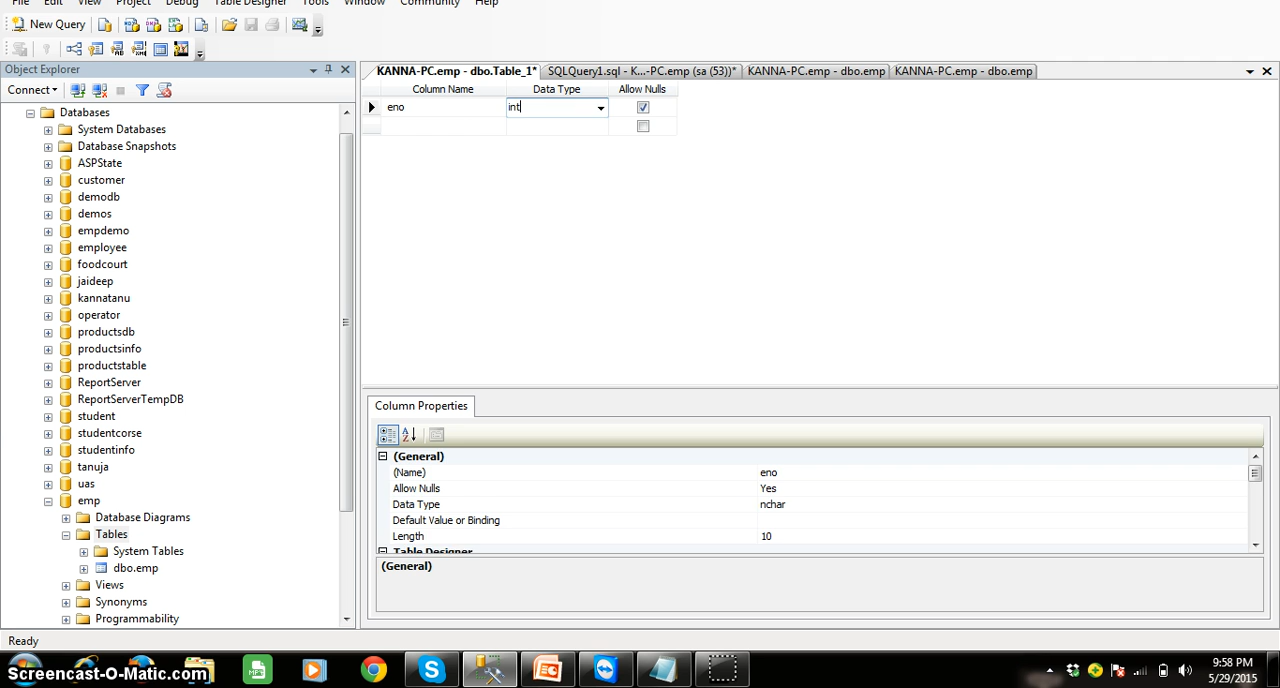 File Edit View Project Debug Table Designer Tools Window Community Help
New Query
Object Explorer
Connect
Databases
System Databases
Database Snapshots
ASPState
customer
demodb
demos
empdemo
employee
foodcourt
jaideep
kannatanu
operator
productsdb
productsinfo
productstable
ReportServer
ReportServerTempDB
student
studentcorse
studentinfo
tanuja
uas
emp
Database Diagrams
Tables
System Tables
dbo.emp
Views
Synonyms
Programmability
KANNA-PC.emp - dbo.Table_1* SQLQuery1.sql - K...-PC.emp (sa (53))* KANNA-PC.emp - dbo.emp KANNA-PC.emp - dbo.emp
Column Name Data Type Allow Nulls
eno int
Column Properties
(General)
(Name) eno
Allow Nulls Yes
Data Type nchar
Default Value or Binding
Length 10
Table Designer
(General)
Ready
Screencast-O-Matic.com
9:58 PM
5/29/2015